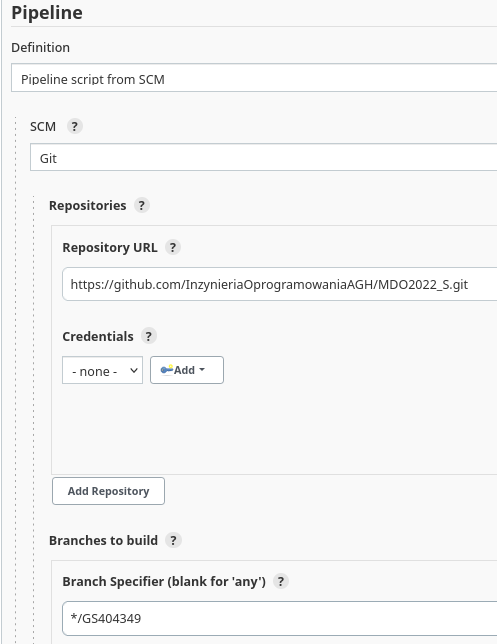 Pipeline
Definition
Pipeline script from SCM
SCM ?
Git
Repositories ?
Repository URL ?
https://github.com/InzynieriaOprogramowaniaAGH/MDO2022_S.git
Credentials ?
- none - Add
Add Repository
Branches to build ?
Branch Specifier (blank for 'any') ?
*/GS404349